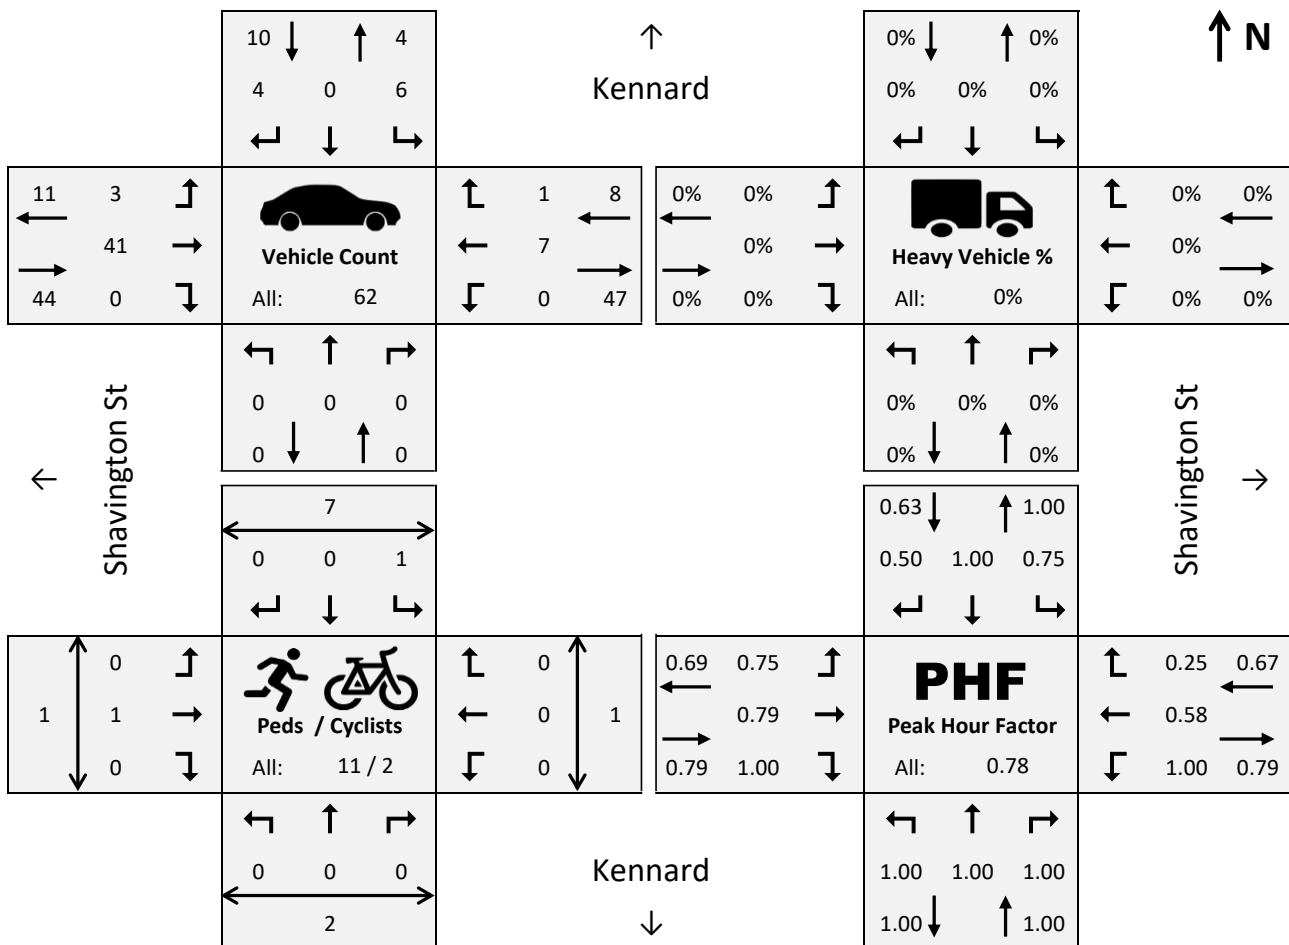 10 4 0% 0% N
Kennard
4 0 6 0% 0% 0%
11 3 1 8 0% 0% 0% 0%
41 7 0% 0%
Vehicle Count Heavy Vehicle %
44 0 All: 62 0 47 0% 0% All: 0% 0% 0%
0 0 0 0% 0% 0%
0 0 0% 0%
Shavington St
Shavington St
7 0.63 1.00
0 0 1 0.50 1.00 0.75
0 0 0.69 0.75 PHF 0.25 0.67
1 1 0 1 0.79 0.58
Peds / Cyclists Peak Hour Factor
0 All: 11 / 2 0 0.79 1.00 All: 0.78 1.00 0.79
0 0 0 Kennard 1.00 1.00 1.00
2 1.00 1.00